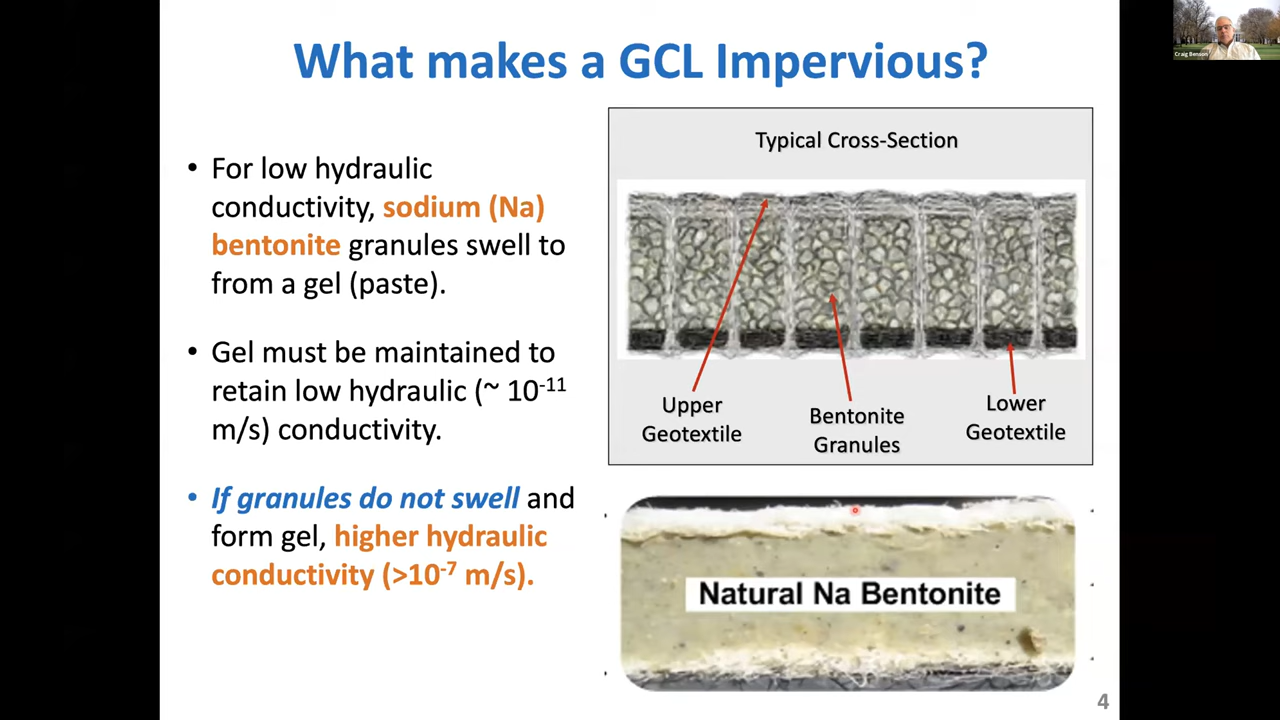 What makes a GCL Impervious?
Craig Benson
• For low hydraulic
conductivity, sodium (Na)
bentonite granules swell to
from a gel (paste).
• Gel must be maintained to
retain low hydraulic (~ 10⁻¹¹
m/s) conductivity.
• If granules do not swell and
form gel, higher hydraulic
conductivity (>10⁻⁷ m/s).
Typical Cross-Section
Upper
Geotextile
Bentonite
Granules
Lower
Geotextile
Natural Na Bentonite
4